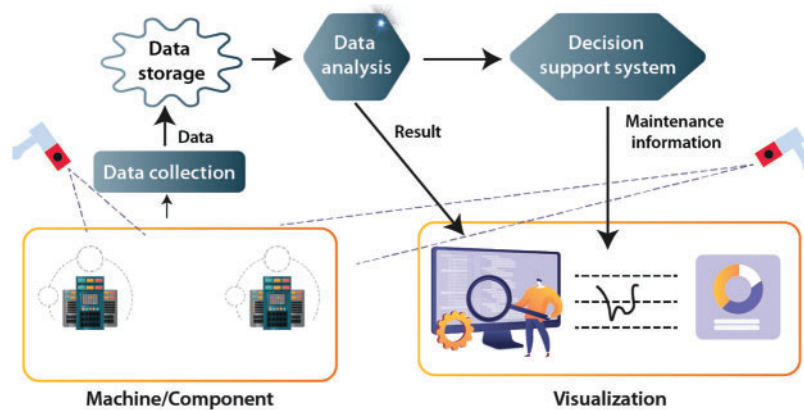 Data
storage
Data
analysis
Decision
support system
Data
Result
Maintenance
information
Data collection
Machine/Component
Visualization